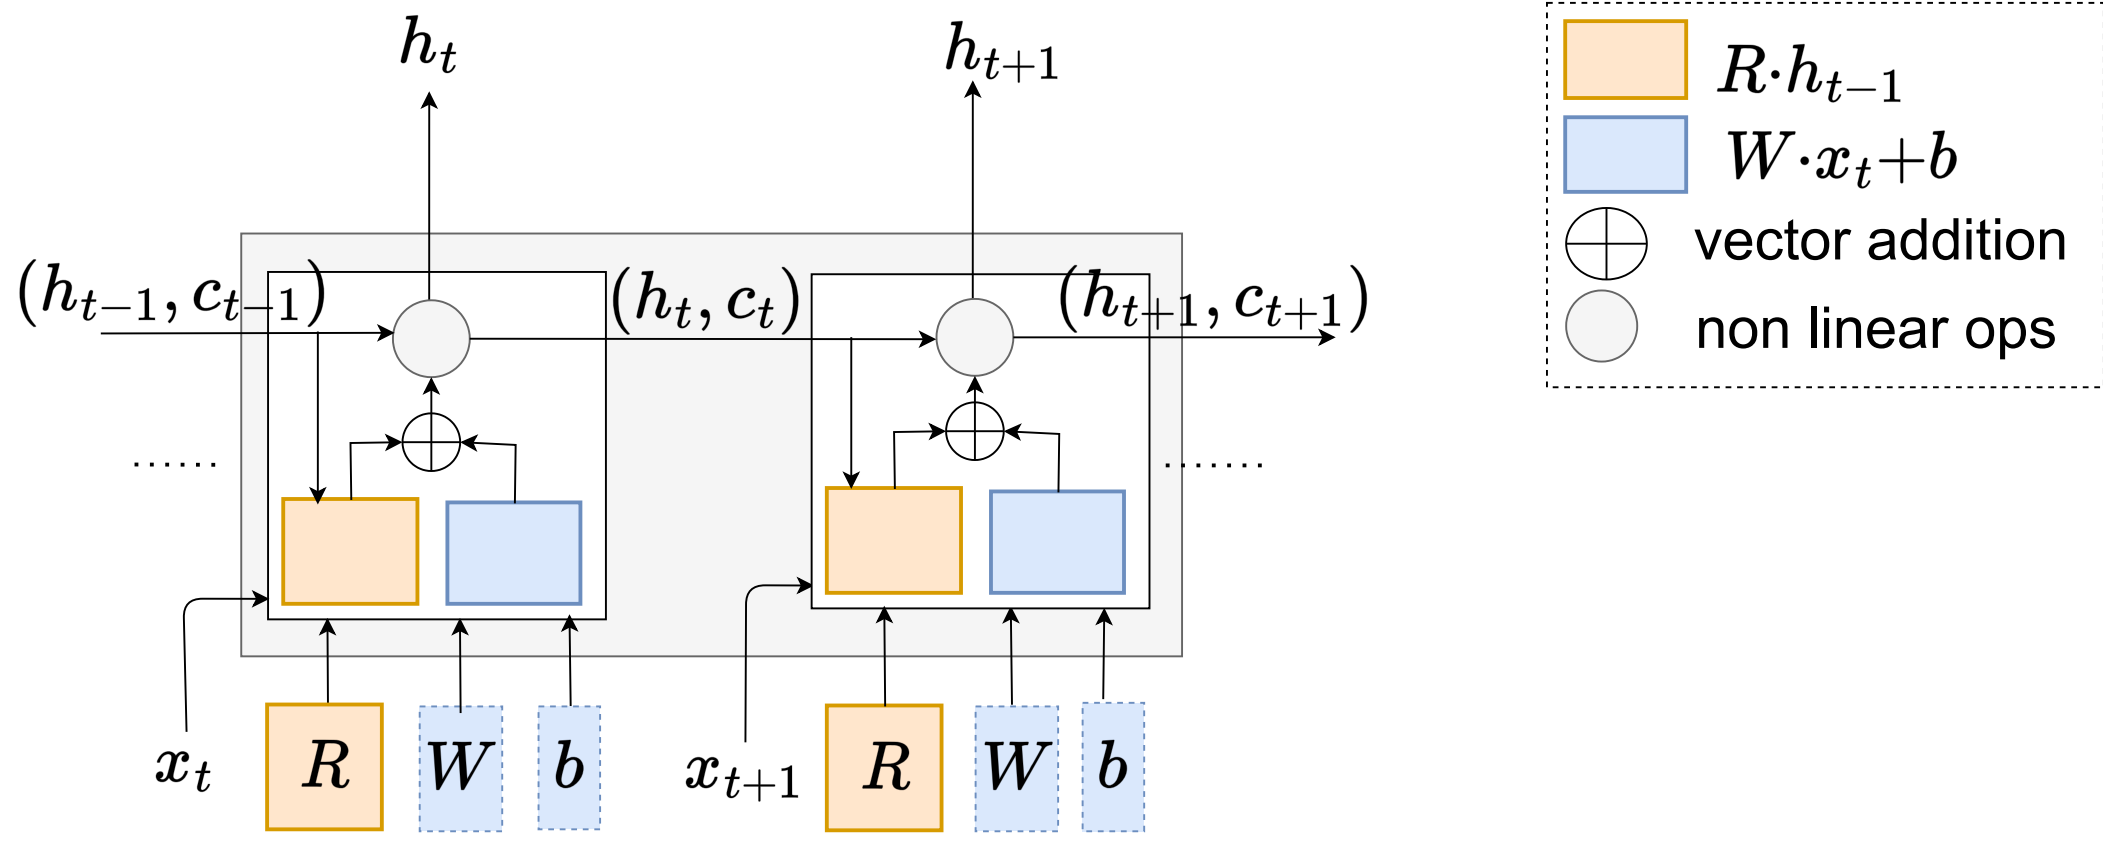 h_t
h_{t+1}
(h_{t-1}, c_{t-1})
(h_t, c_t)
(h_{t+1}, c_{t+1})
......
.......
x_t
R
W
b
x_{t+1}
R
W
b
R·h_{t-1}
W·x_t+b
vector addition
non linear ops